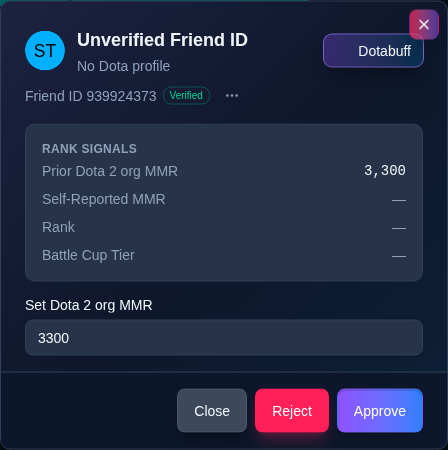 ST
Unverified Friend ID
No Dota profile
Dotabuff
Friend ID 939924373 Verified ···
RANK SIGNALS
Prior Dota 2 org MMR 3,300
Self-Reported MMR —
Rank —
Battle Cup Tier —
Set Dota 2 org MMR
3300
Close Reject Approve